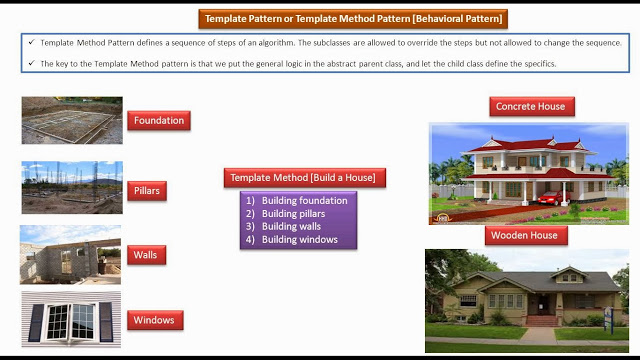 Template Pattern or Template Method Pattern [Behavioral Pattern]
✓ Template Method Pattern defines a sequence of steps of an algorithm. The subclasses are allowed to override the steps but not allowed to change the sequence.
✓ The key to the Template Method pattern is that we put the general logic in the abstract parent class, and let the child class define the specifics.
Foundation
Pillars
Walls
Windows
Template Method [Build a House]
1) Building foundation
2) Building pillars
3) Building walls
4) Building windows
Concrete House
Wooden House